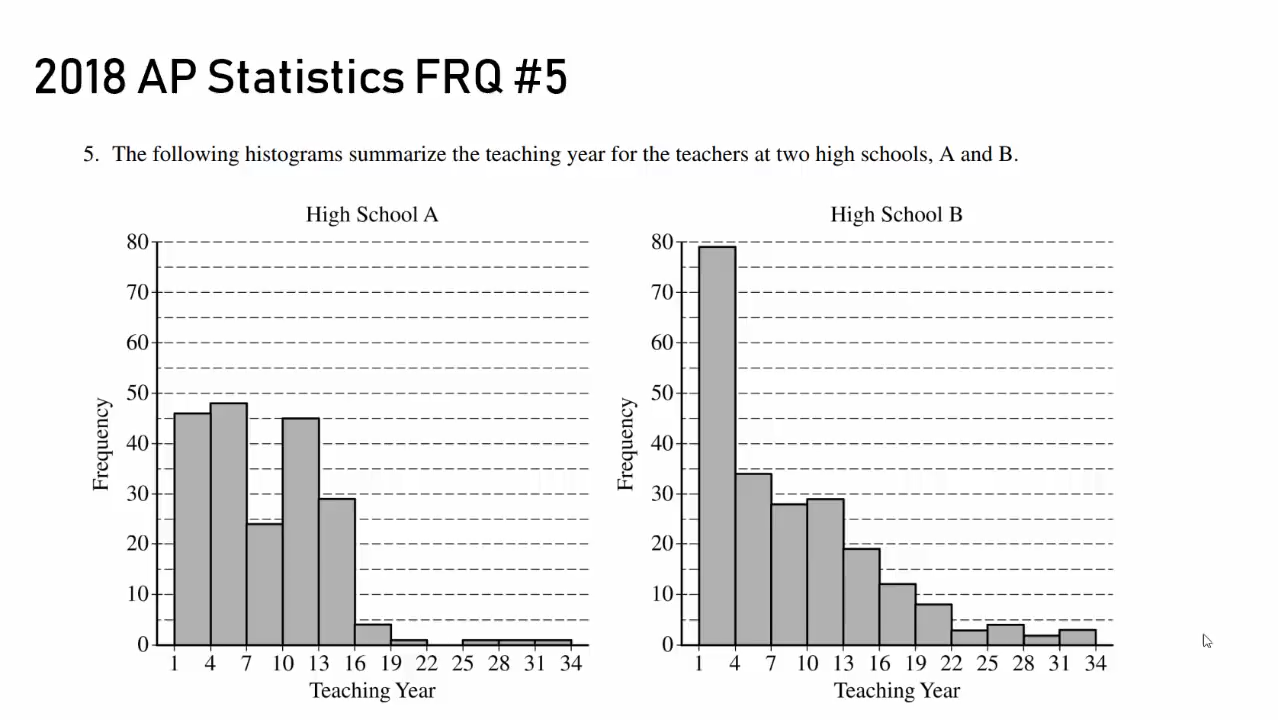 2018 AP Statistics FRQ #5
5. The following histograms summarize the teaching year for the teachers at two high schools, A and B.
High School A
80
70
60
50
40
30
20
10
0
Frequency
1 4 7 10 13 16 19 22 25 28 31 34
Teaching Year
High School B
80
70
60
50
40
30
20
10
0
Frequency
1 4 7 10 13 16 19 22 25 28 31 34
Teaching Year